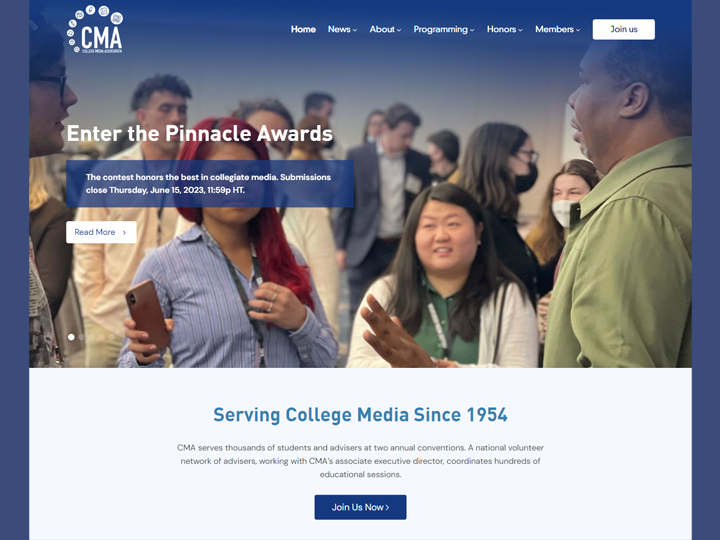 CMA
COLLEGE MEDIA ASSOCIATION
Home News About Programming Honors Members Join us
Enter the Pinnacle Awards
The contest honors the best in collegiate media. Submissions
close Thursday, June 15, 2023, 11:59p HT.
Read More
Serving College Media Since 1954
CMA serves thousands of students and advisers at two annual conventions. A national volunteer
network of advisers, working with CMA's associate executive director, coordinates hundreds of
educational sessions.
Join Us Now